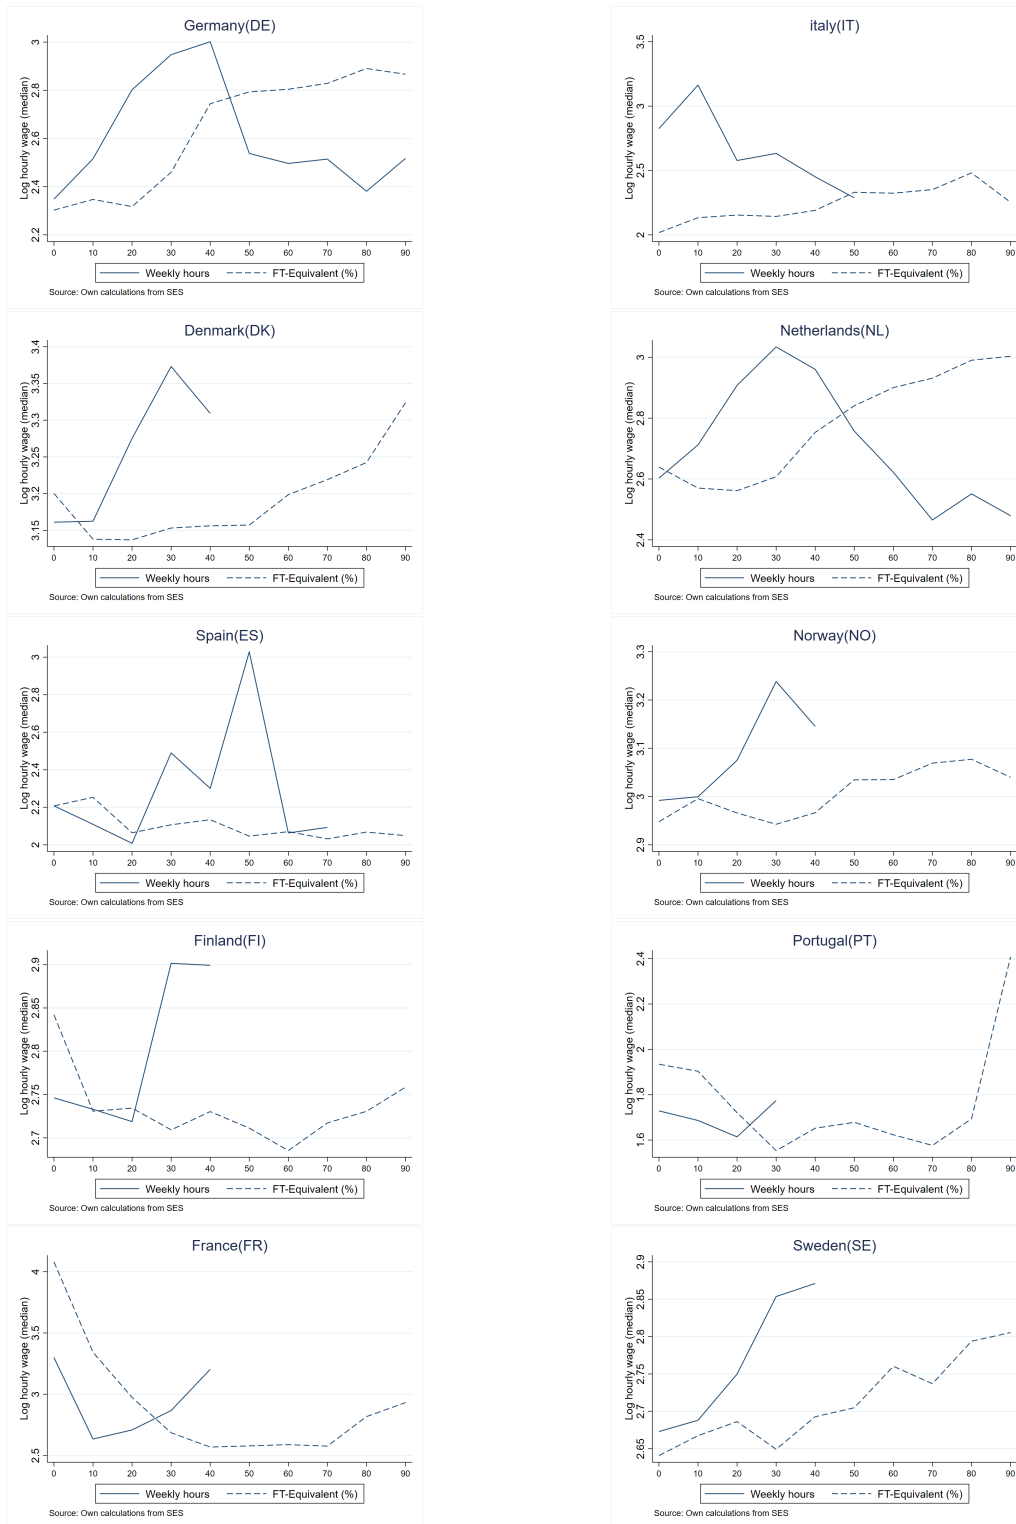 Germany(DE)
Log hourly wage (median)
3
2.8
2.6
2.4
2.2
0 10 20 30 40 50 60 70 80 90
Weekly hours FT-Equivalent (%)
Source: Own calculations from SES
italy(IT)
Log hourly wage (median)
3.5
3
2.5
2
0 10 20 30 40 50 60 70 80 90
Weekly hours FT-Equivalent (%)
Source: Own calculations from SES
Denmark(DK)
Log hourly wage (median)
3.4
3.35
3.3
3.25
3.2
3.15
0 10 20 30 40 50 60 70 80 90
Weekly hours FT-Equivalent (%)
Source: Own calculations from SES
Netherlands(NL)
Log hourly wage (median)
3
2.8
2.6
2.4
0 10 20 30 40 50 60 70 80 90
Weekly hours FT-Equivalent (%)
Source: Own calculations from SES
Spain(ES)
Log hourly wage (median)
3
2.8
2.6
2.4
2.2
2
0 10 20 30 40 50 60 70 80 90
Weekly hours FT-Equivalent (%)
Source: Own calculations from SES
Norway(NO)
Log hourly wage (median)
3.3
3.2
3.1
3
2.9
0 10 20 30 40 50 60 70 80 90
Weekly hours FT-Equivalent (%)
Source: Own calculations from SES
Finland(FI)
Log hourly wage (median)
2.9
2.85
2.8
2.75
2.7
0 10 20 30 40 50 60 70 80 90
Weekly hours FT-Equivalent (%)
Source: Own calculations from SES
Portugal(PT)
Log hourly wage (median)
2.4
2.2
2
1.8
1.6
0 10 20 30 40 50 60 70 80 90
Weekly hours FT-Equivalent (%)
Source: Own calculations from SES
France(FR)
Log hourly wage (median)
4
3.5
3
2.5
0 10 20 30 40 50 60 70 80 90
Weekly hours FT-Equivalent (%)
Source: Own calculations from SES
Sweden(SE)
Log hourly wage (median)
2.9
2.85
2.8
2.75
2.7
2.65
0 10 20 30 40 50 60 70 80 90
Weekly hours FT-Equivalent (%)
Source: Own calculations from SES